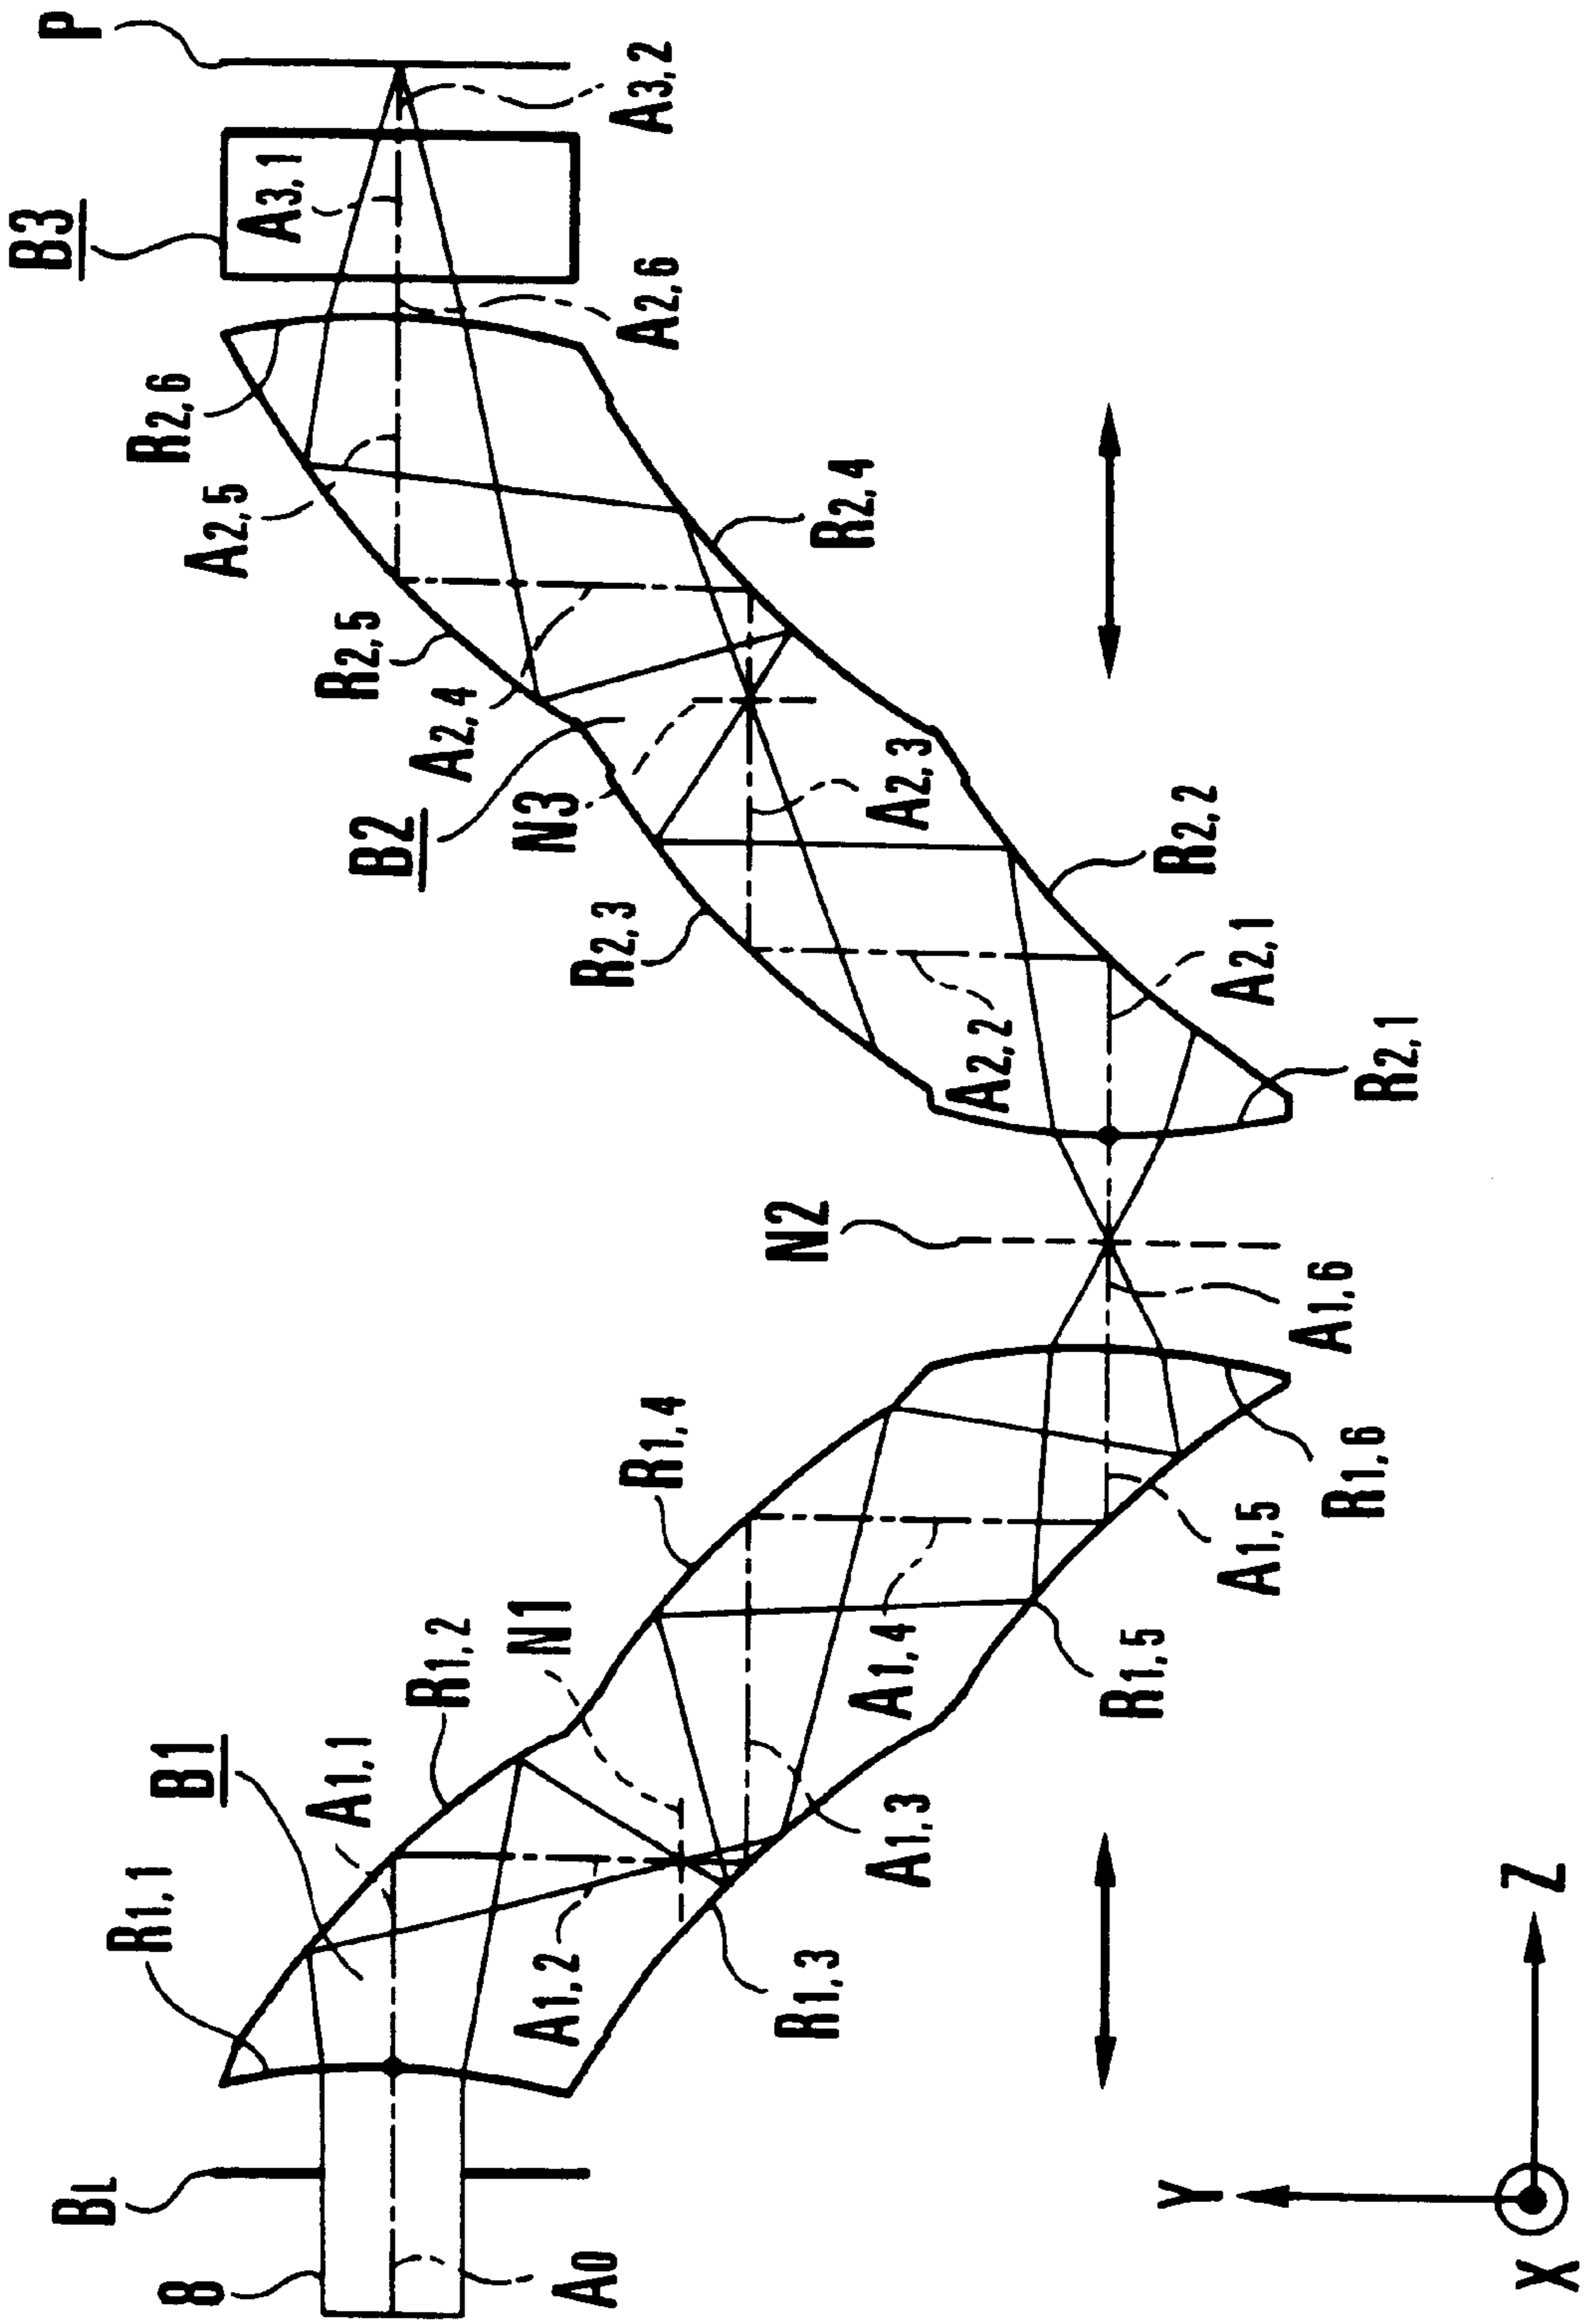 P
B3
A3,1
A3,2
R2,6
A2,6
A2,5
R2,5
R2,4
A2,4
B2
N3
A2,3
R2,3
R2,2
A2,2
A2,1
R2,1
N2
A1,6
R1,4
R1,6
A1,5
N1
R1,2
A1,4
R1,5
B1
A1,1
A1,3
R1,1
A1,2
R1,3
BL
8
A0
Y
Z
X